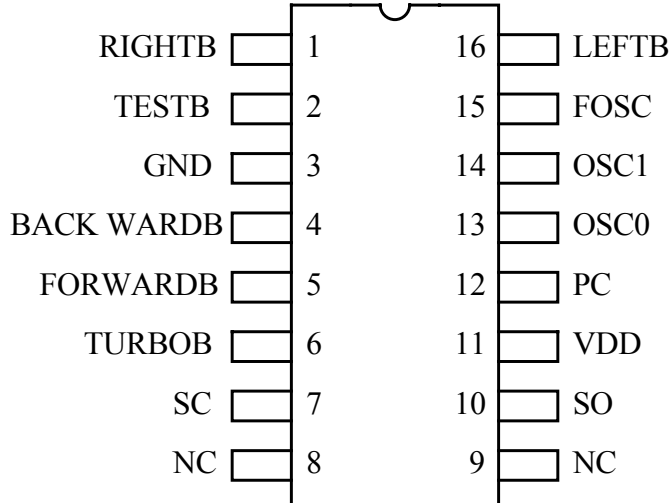 RIGHTB 1 16 LEFTB
TESTB 2 15 FOSC
GND 3 14 OSC1
BACK WARDB 4 13 OSC0
FORWARDB 5 12 PC
TURBOB 6 11 VDD
SC 7 10 SO
NC 8 9 NC